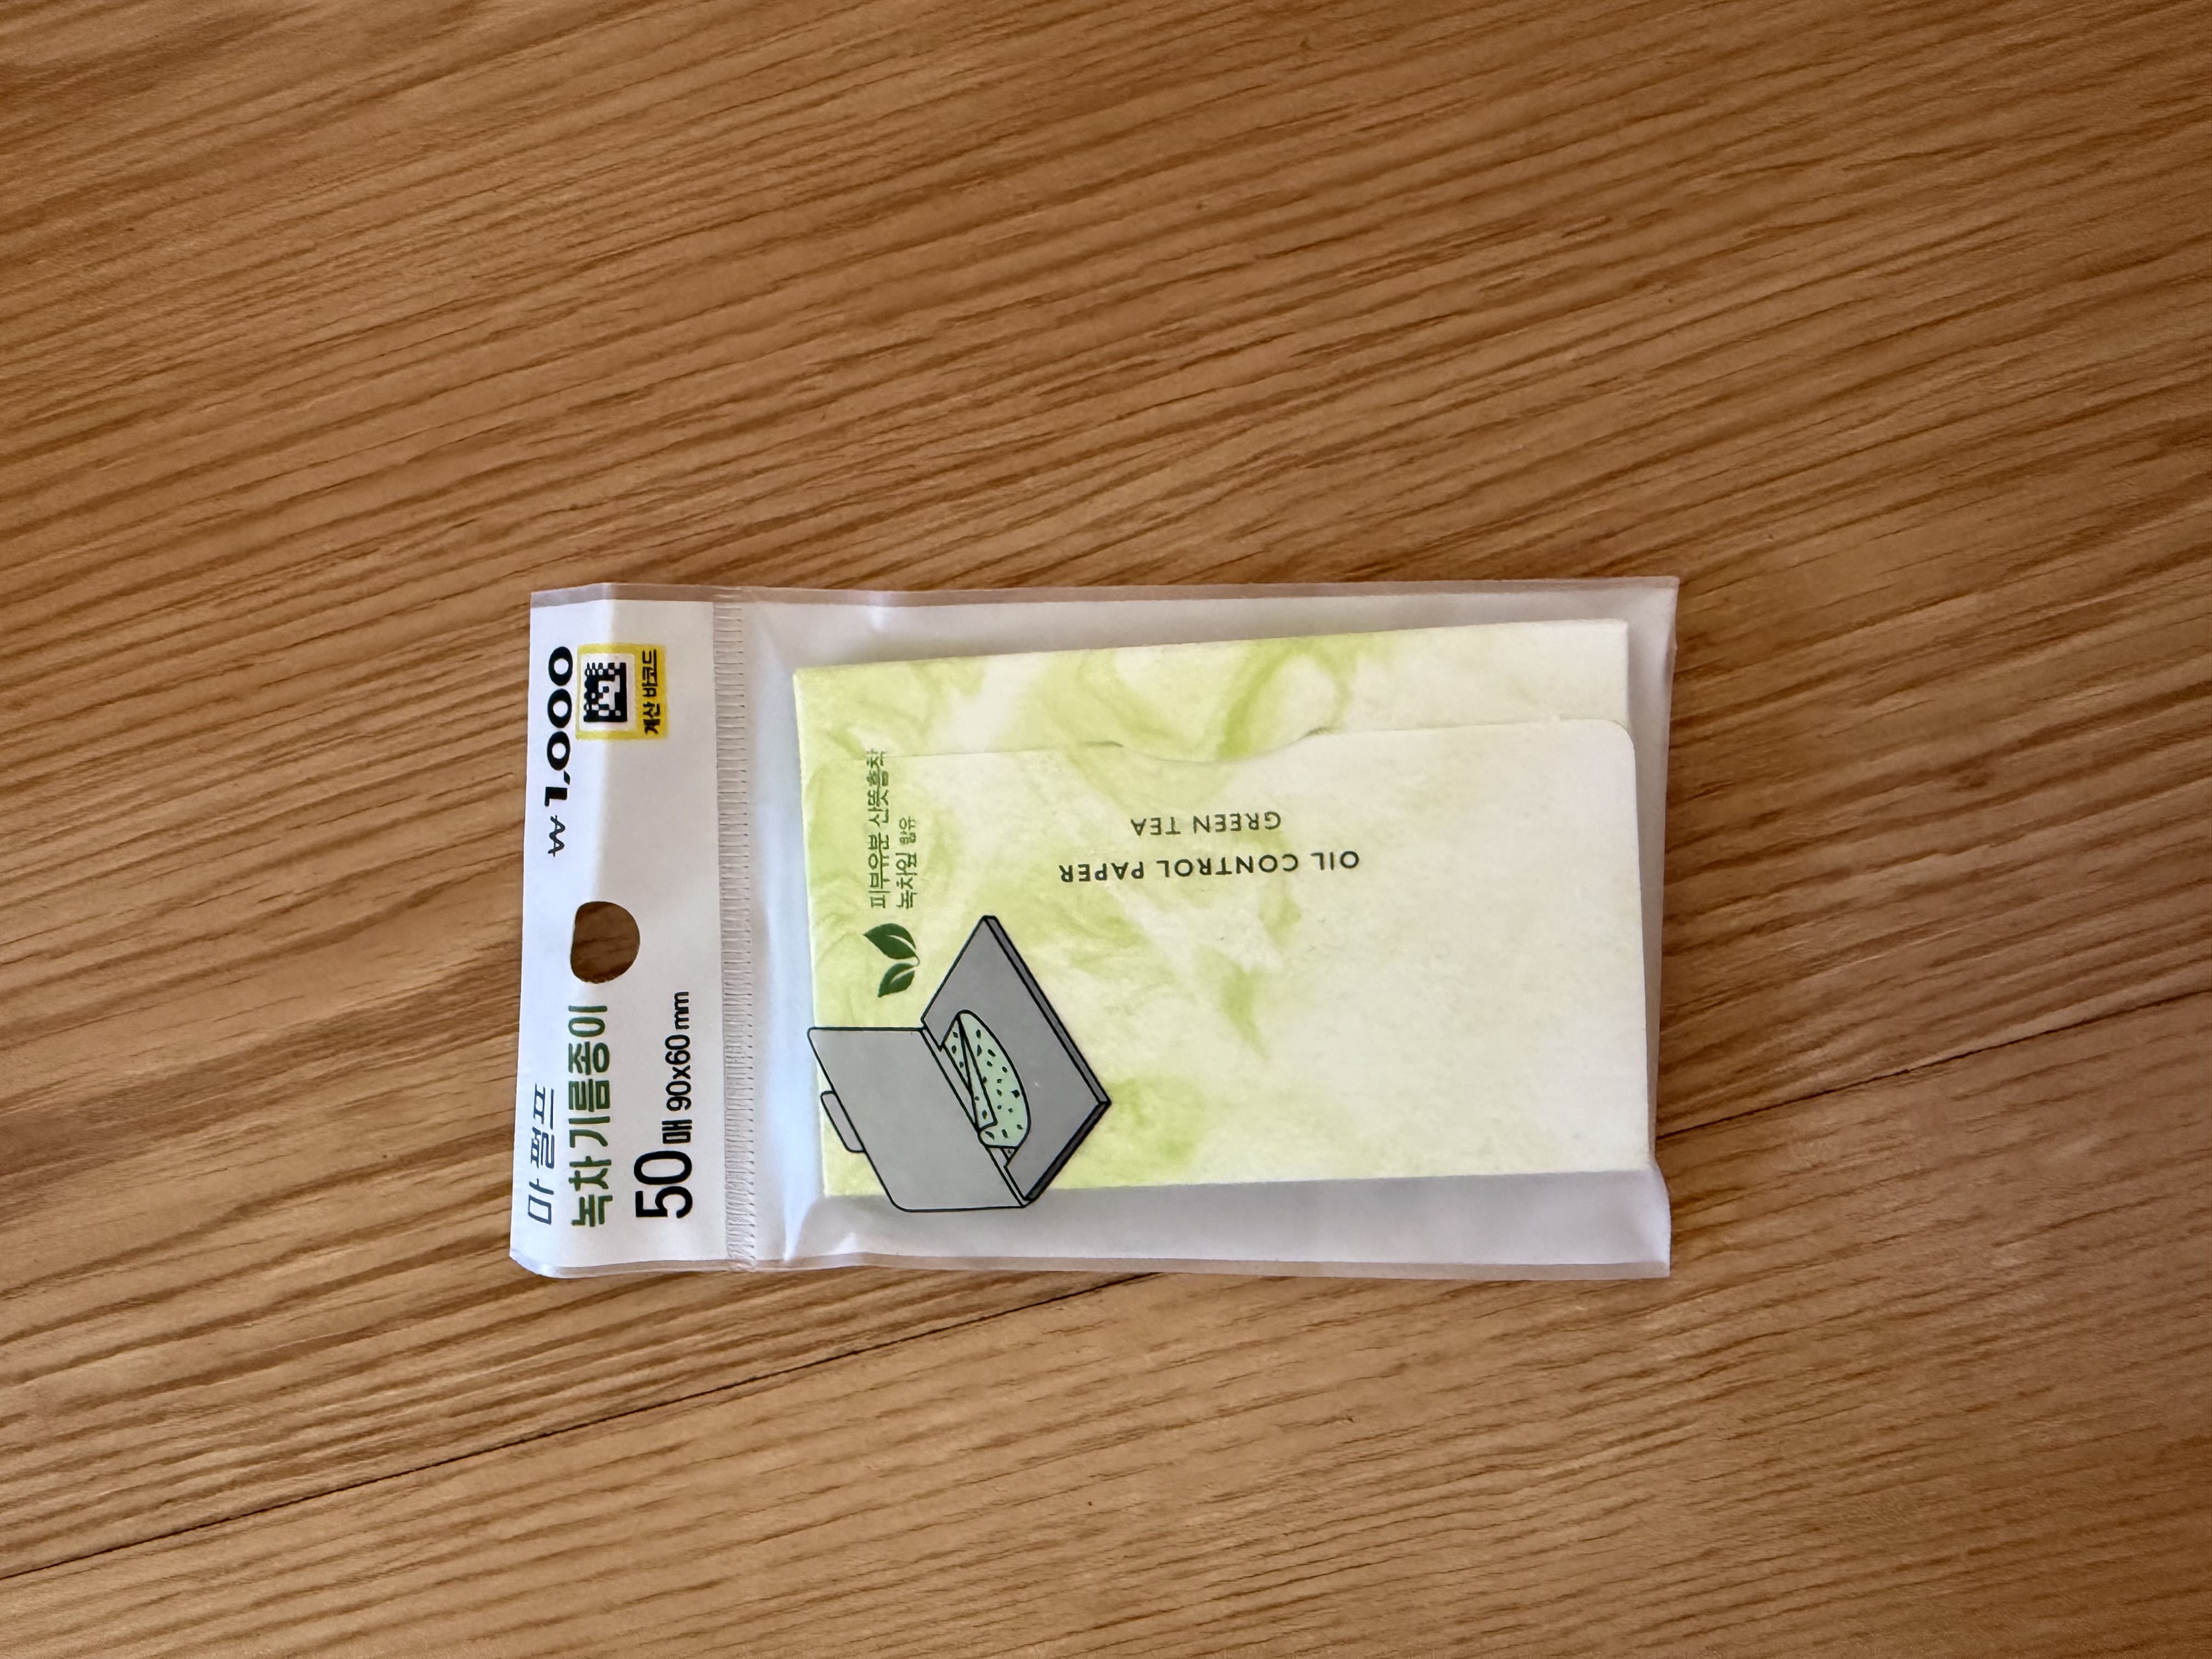 마 펄프
녹차 기름종이
50매 90x60mm
₩ 1,000
계산 바코드
피부유분 산뜻흡착
녹차잎 함유
OIL CONTROL PAPER
GREEN TEA